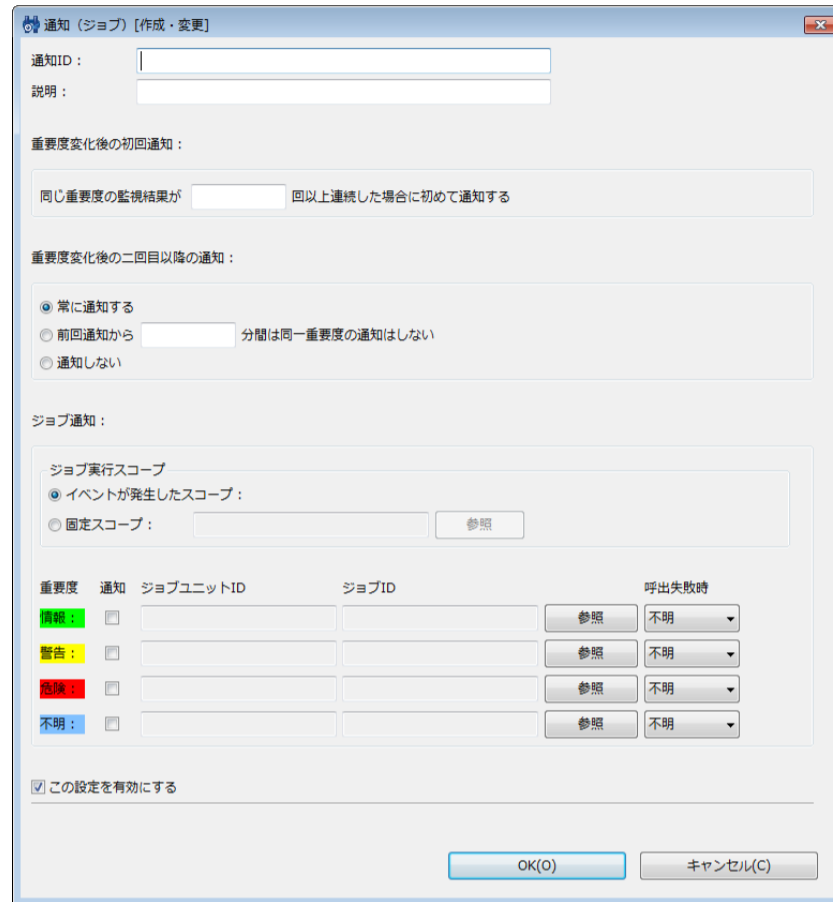 通知（ジョブ）[作成・変更]
通知ID：
説明：
重要度変化後の初回通知：
同じ重要度の監視結果が 回以上連続した場合に初めて通知する
重要度変化後の二回目以降の通知：
常に通知する
前回通知から 分間は同一重要度の通知はしない
通知しない
ジョブ通知：
ジョブ実行スコープ
イベントが発生したスコープ：
固定スコープ： 参照
重要度 通知 ジョブユニットID ジョブID 呼出失敗時
情報： 参照 不明
警告： 参照 不明
危険： 参照 不明
不明： 参照 不明
この設定を有効にする
OK(O) キャンセル(C)